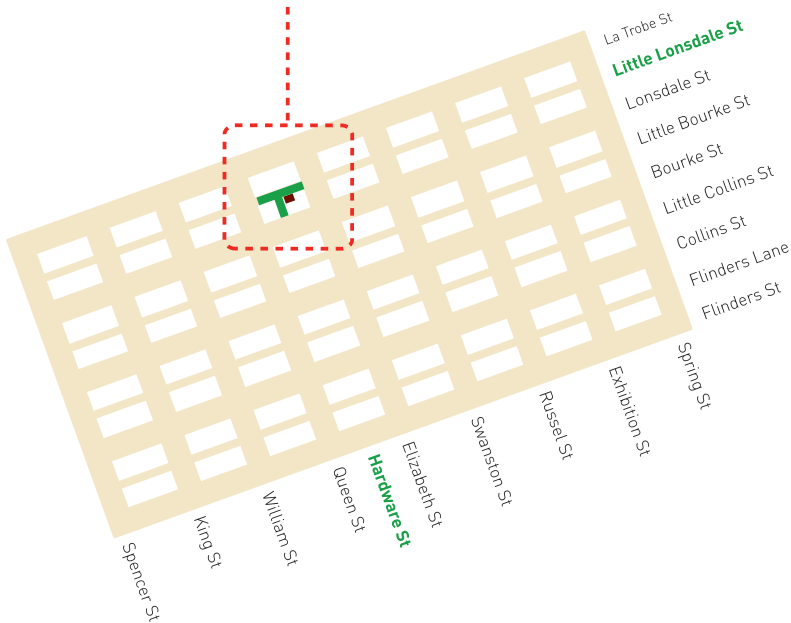 La Trobe St
Little Lonsdale St
Lonsdale St
Little Bourke St
Bourke St
Little Collins St
Collins St
Flinders Lane
Flinders St
Spring St
Exhibition St
Russel St
Swanston St
Elizabeth St
Hardware St
Queen St
William St
King St
Spencer St